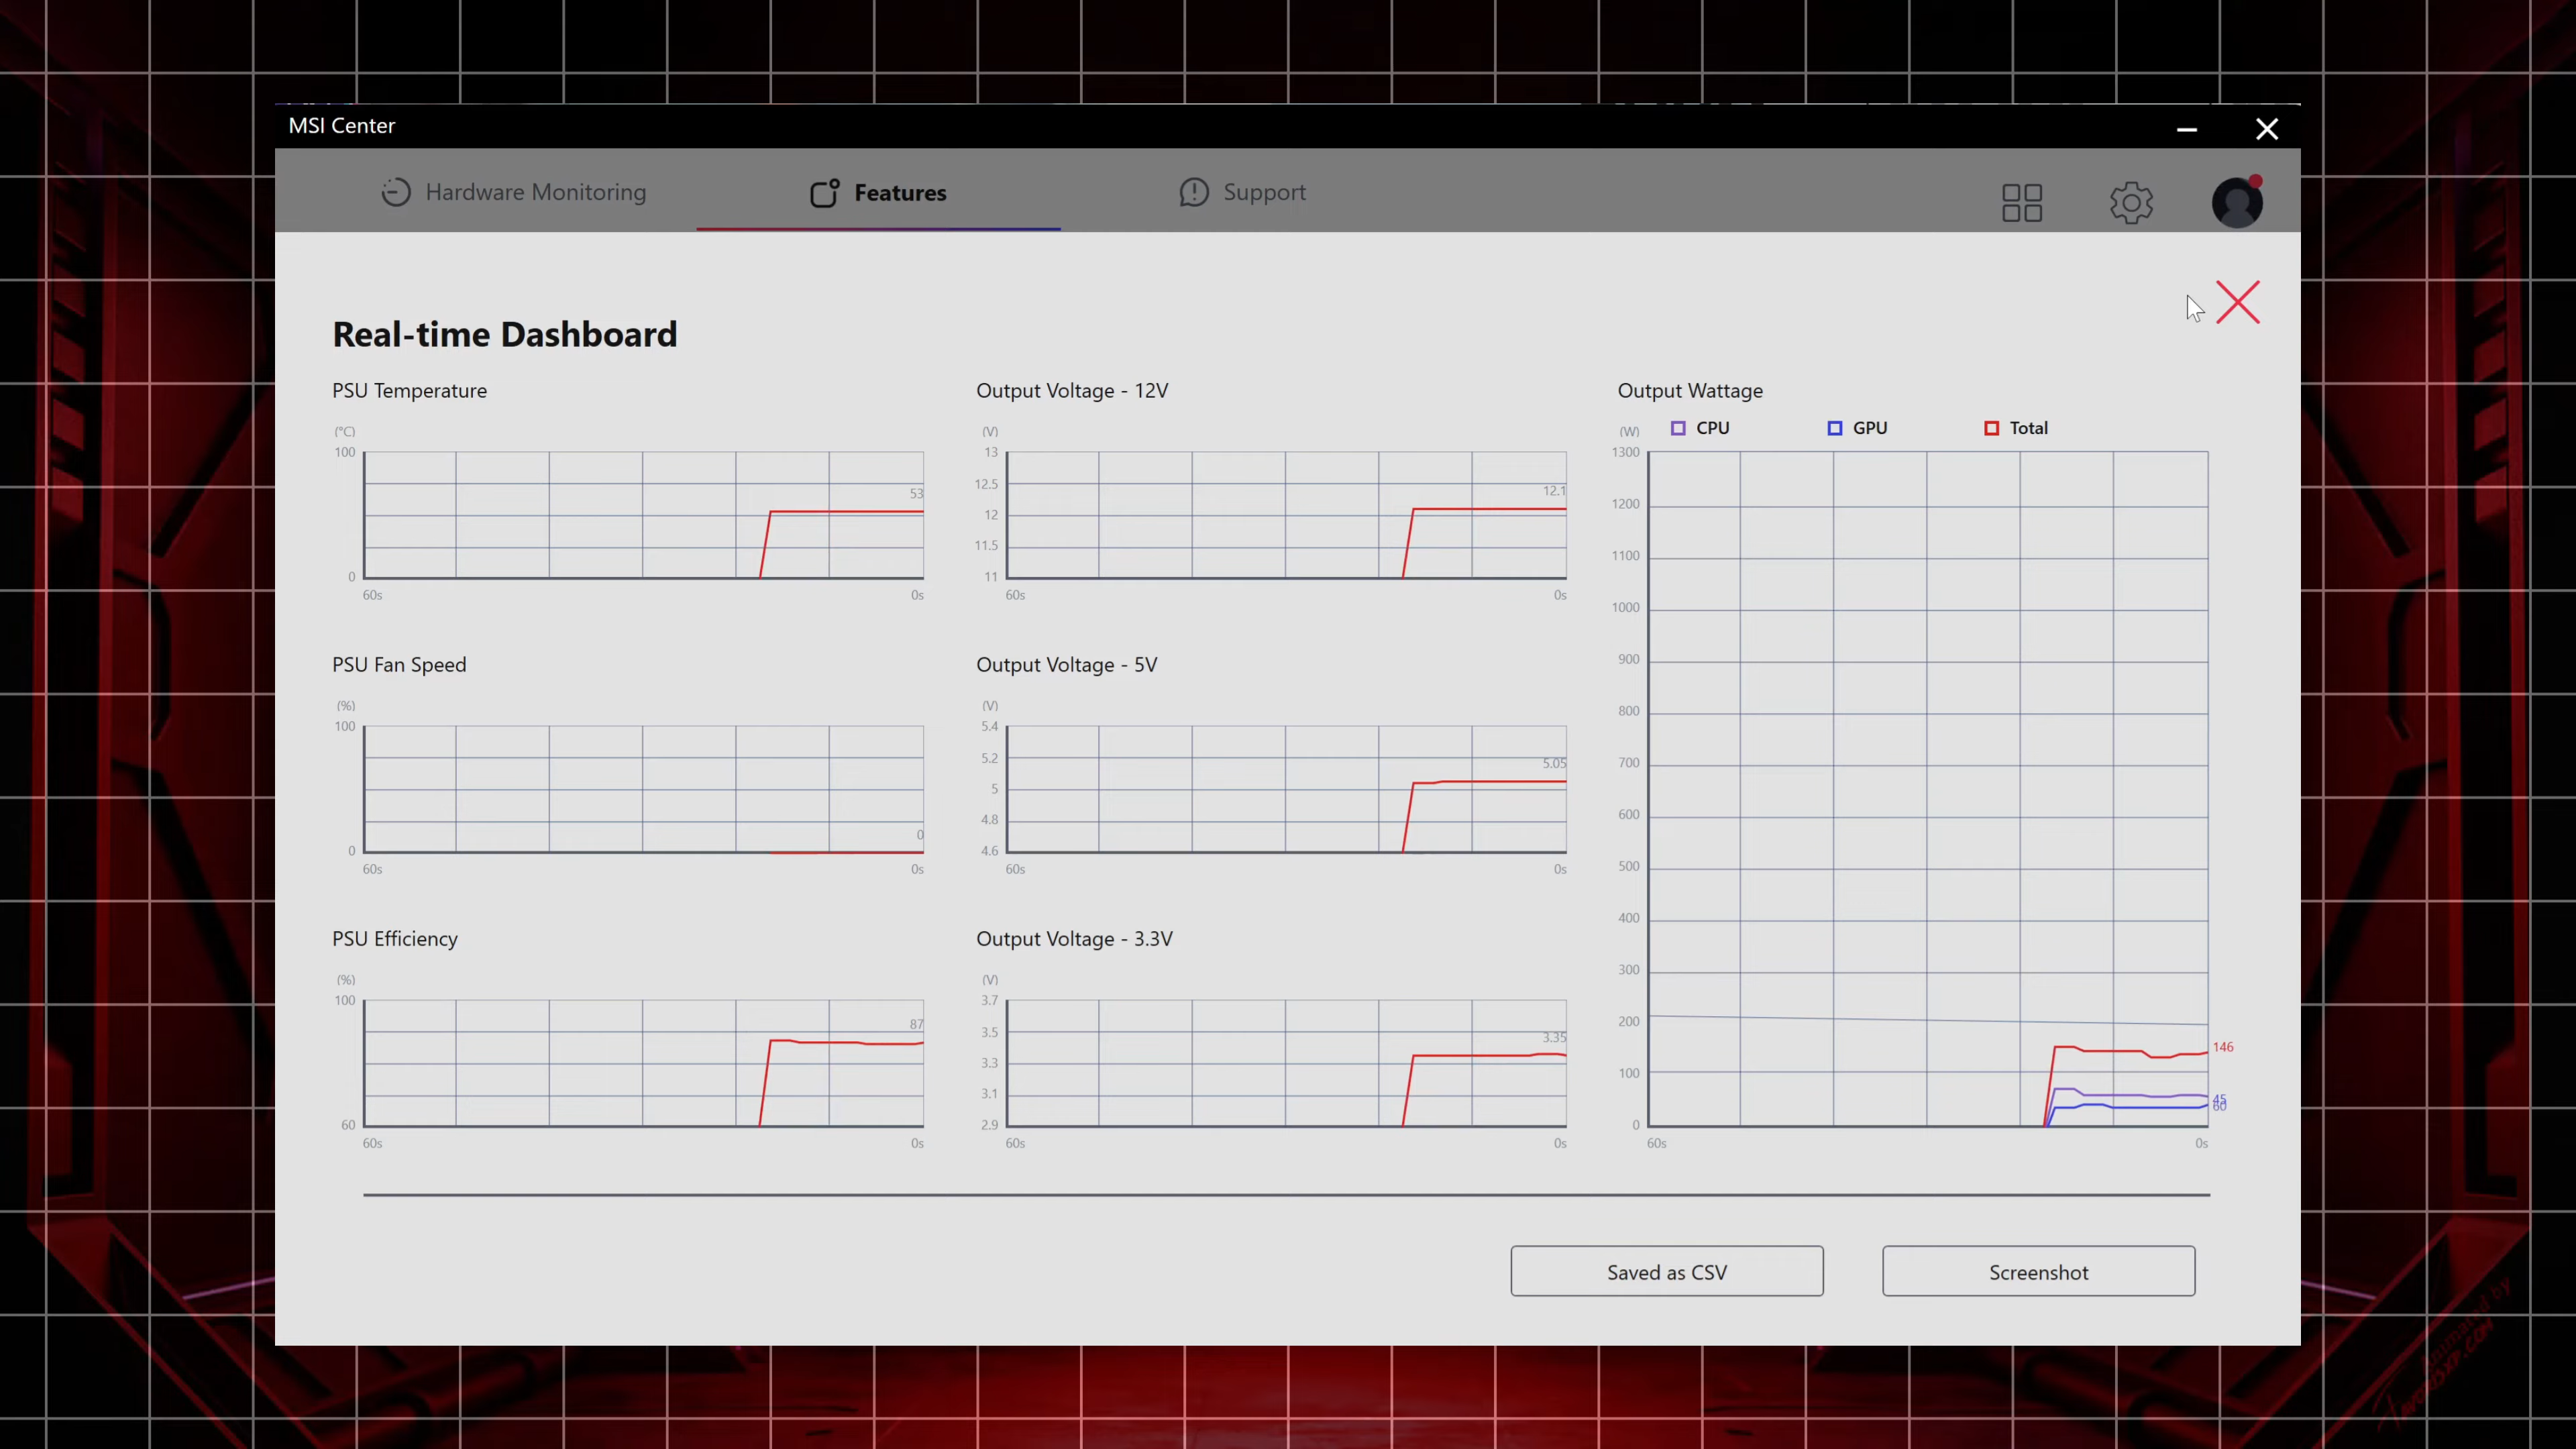 MSI Center
Hardware Monitoring
Features
Support
Real-time Dashboard
PSU Temperature
(°C)
100
53
0
60s
0s
Output Voltage - 12V
(V)
13
12.5
12.1
12
11.5
11
60s
0s
Output Wattage
CPU
GPU
Total
(W)
1300
1200
1100
1000
900
800
700
600
500
400
300
200
146
100
45
60
0
60s
0s
PSU Fan Speed
(%)
100
0
0
60s
0s
Output Voltage - 5V
(V)
5.4
5.2
5.05
5
4.8
4.6
60s
0s
PSU Efficiency
(%)
100
87
60
60s
0s
Output Voltage - 3.3V
(V)
3.7
3.5
3.35
3.3
3.1
2.9
60s
0s
Saved as CSV
Screenshot
Animated by